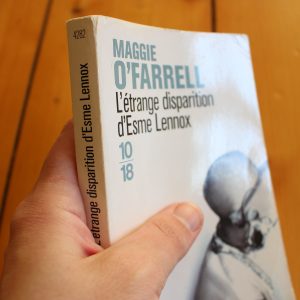 MAGGIE
O'FARRELL
L'étrange disparition
d'Esme Lennox
10
18
4282
L'étrange disparition d'Esme Lennox